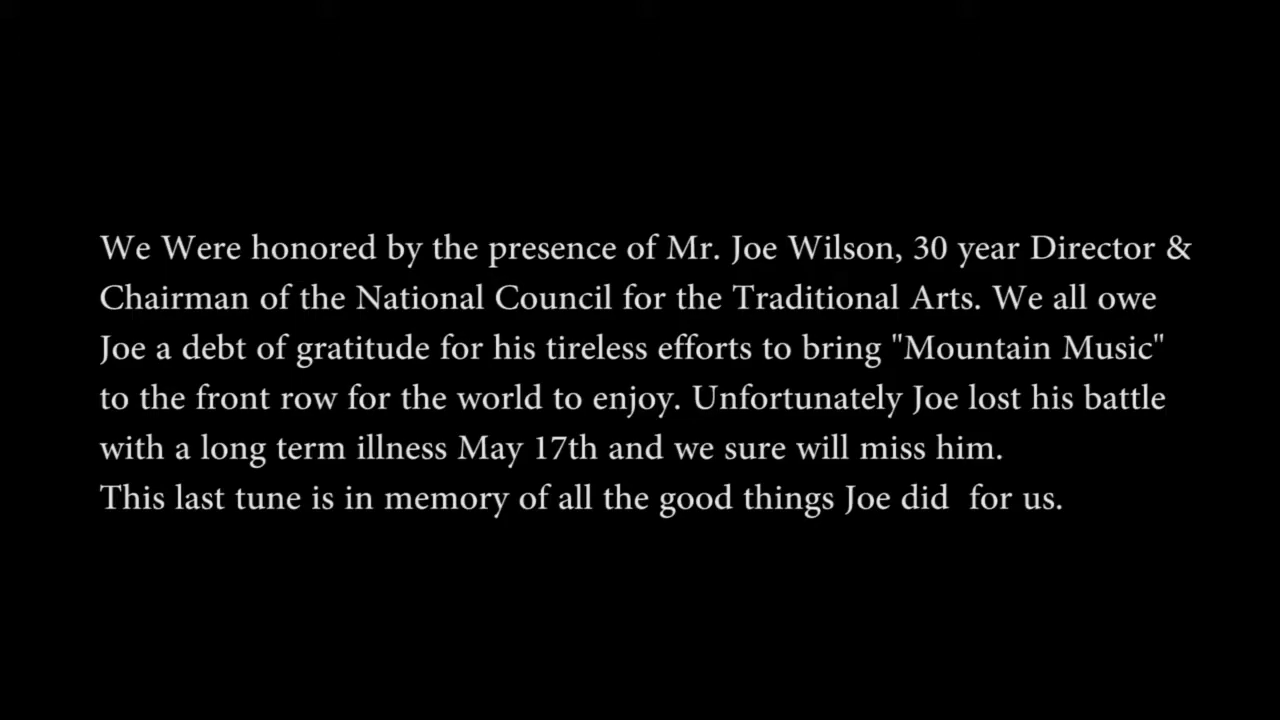 We Were honored by the presence of Mr. Joe Wilson, 30 year Director &
Chairman of the National Council for the Traditional Arts. We all owe
Joe a debt of gratitude for his tireless efforts to bring "Mountain Music"
to the front row for the world to enjoy. Unfortunately Joe lost his battle
with a long term illness May 17th and we sure will miss him.
This last tune is in memory of all the good things Joe did  for us.